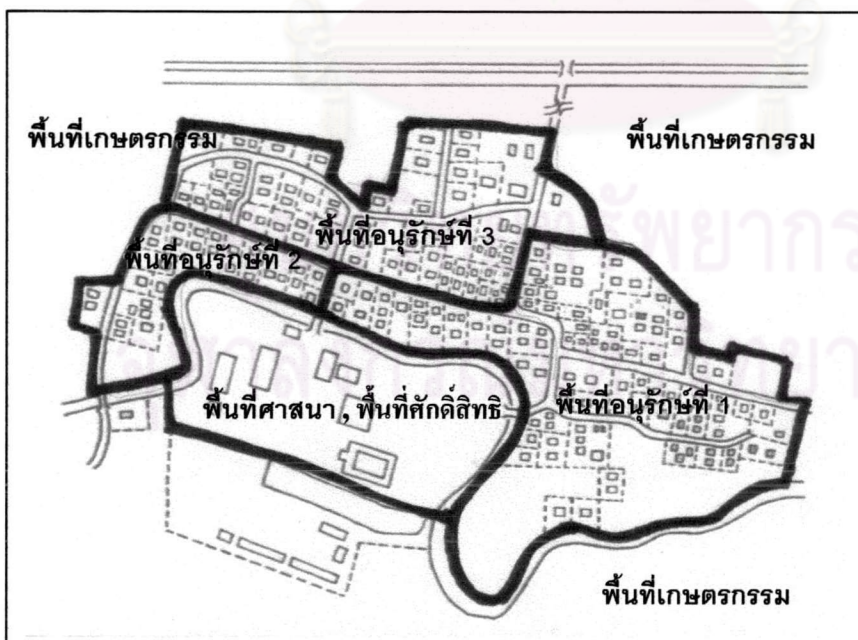 พื้นที่เกษตรกรรม
พื้นที่เกษตรกรรม
พื้นที่อนุรักษ์ที่ 3
พื้นที่อนุรักษ์ที่ 2
พื้นที่ศาสนา , พื้นที่ศักดิ์สิทธิ
พื้นที่อนุรักษ์ที่ 1
พื้นที่เกษตรกรรม